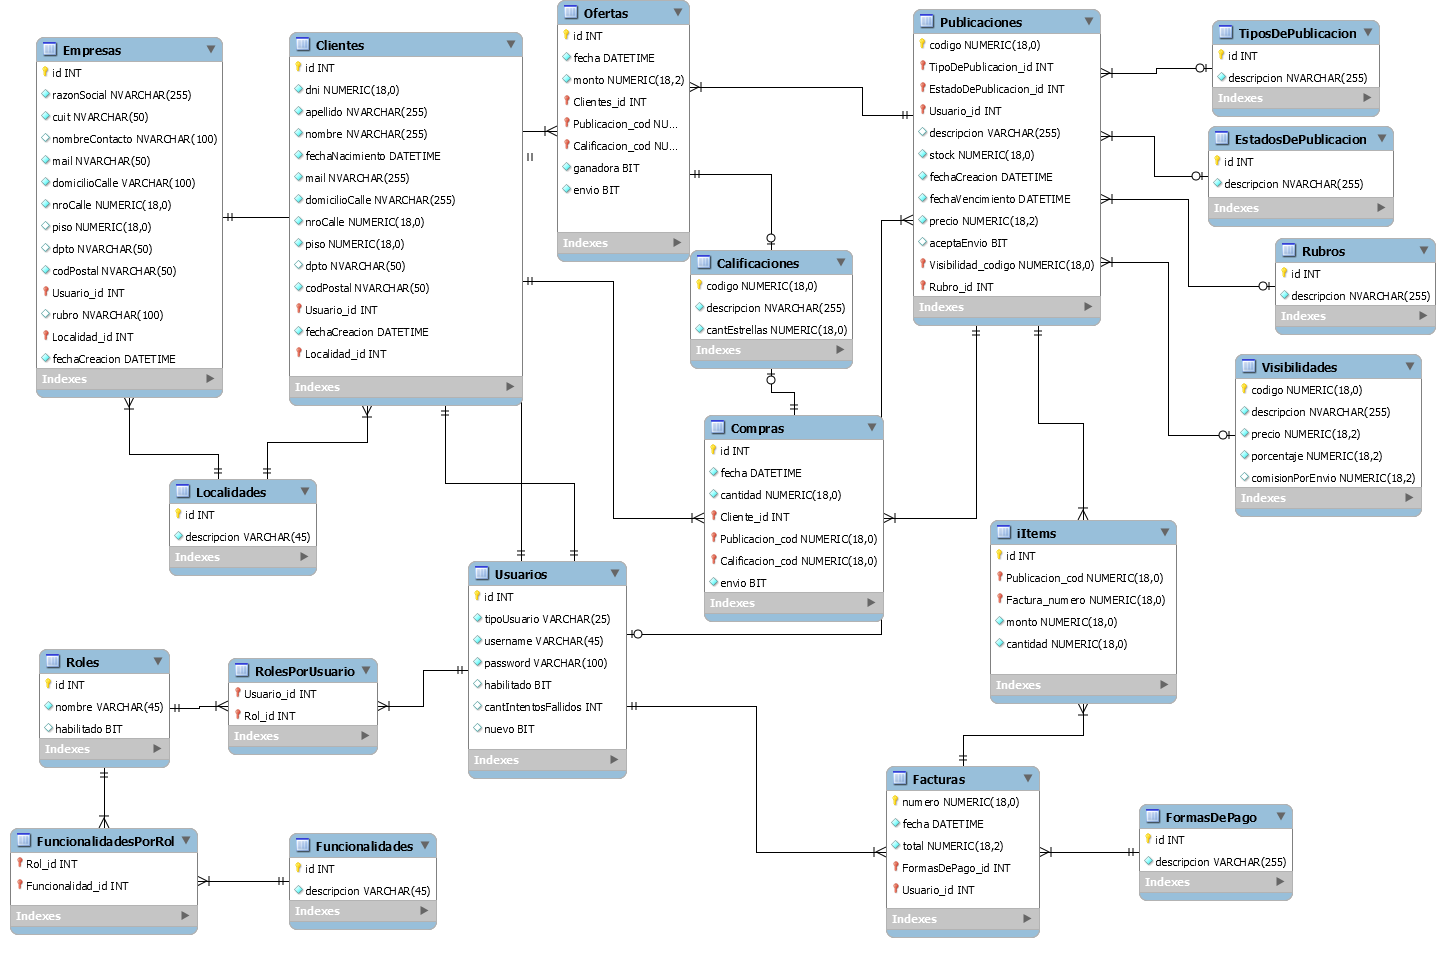 Empresas
id INT
razonSocial NVARCHAR(255)
cuit NVARCHAR(50)
nombreContacto NVARCHAR(100)
mail NVARCHAR(50)
domicilioCalle VARCHAR(100)
nroCalle NUMERIC(18,0)
piso NUMERIC(18,0)
dpto NVARCHAR(50)
codPostal NVARCHAR(50)
Usuario_id INT
rubro NVARCHAR(100)
Localidad_id INT
fechaCreacion DATETIME
Indexes
Clientes
id INT
dni NUMERIC(18,0)
apellido NVARCHAR(255)
nombre NVARCHAR(255)
fechaNacimiento DATETIME
mail NVARCHAR(255)
domicilioCalle NVARCHAR(255)
nroCalle NUMERIC(18,0)
piso NUMERIC(18,0)
dpto NVARCHAR(50)
codPostal NVARCHAR(50)
Usuario_id INT
fechaCreacion DATETIME
Localidad_id INT
Indexes
Ofertas
id INT
fecha DATETIME
monto NUMERIC(18,2)
Clientes_id INT
Publicacion_cod NU...
Calificacion_cod NU...
ganadora BIT
envio BIT
Indexes
Publicaciones
codigo NUMERIC(18,0)
TipoDePublicacion_id INT
EstadoDePublicacion_id INT
Usuario_id INT
descripcion VARCHAR(255)
stock NUMERIC(18,0)
fechaCreacion DATETIME
fechaVencimiento DATETIME
precio NUMERIC(18,2)
aceptaEnvio BIT
Visibilidad_codigo NUMERIC(18,0)
Rubro_id INT
Indexes
TiposDePublicacion
id INT
descripcion NVARCHAR(255)
Indexes
EstadosDePublicacion
id INT
descripcion NVARCHAR(255)
Indexes
Rubros
id INT
descripcion NVARCHAR(255)
Indexes
Visibilidades
codigo NUMERIC(18,0)
descripcion NVARCHAR(255)
precio NUMERIC(18,2)
porcentaje NUMERIC(18,2)
comisionPorEnvio NUMERIC(18,2)
Indexes
Calificaciones
codigo NUMERIC(18,0)
descripcion NVARCHAR(255)
cantEstrellas NUMERIC(18,0)
Indexes
Compras
id INT
fecha DATETIME
cantidad NUMERIC(18,0)
Cliente_id INT
Publicacion_cod NUMERIC(18,0)
Calificacion_cod NUMERIC(18,0)
envio BIT
Indexes
Localidades
id INT
descripcion VARCHAR(45)
Indexes
Usuarios
id INT
tipoUsuario VARCHAR(25)
username VARCHAR(45)
password VARCHAR(100)
habilitado BIT
cantIntentosFallidos INT
nuevo BIT
Indexes
iItems
id INT
Publicacion_cod NUMERIC(18,0)
Factura_numero NUMERIC(18,0)
monto NUMERIC(18,0)
cantidad NUMERIC(18,0)
Indexes
Roles
id INT
nombre VARCHAR(45)
habilitado BIT
Indexes
RolesPorUsuario
Usuario_id INT
Rol_id INT
Indexes
FuncionalidadesPorRol
Rol_id INT
Funcionalidad_id INT
Indexes
Funcionalidades
id INT
descripcion VARCHAR(45)
Indexes
Facturas
numero NUMERIC(18,0)
fecha DATETIME
total NUMERIC(18,2)
FormasDePago_id INT
Usuario_id INT
Indexes
FormasDePago
id INT
descripcion VARCHAR(255)
Indexes